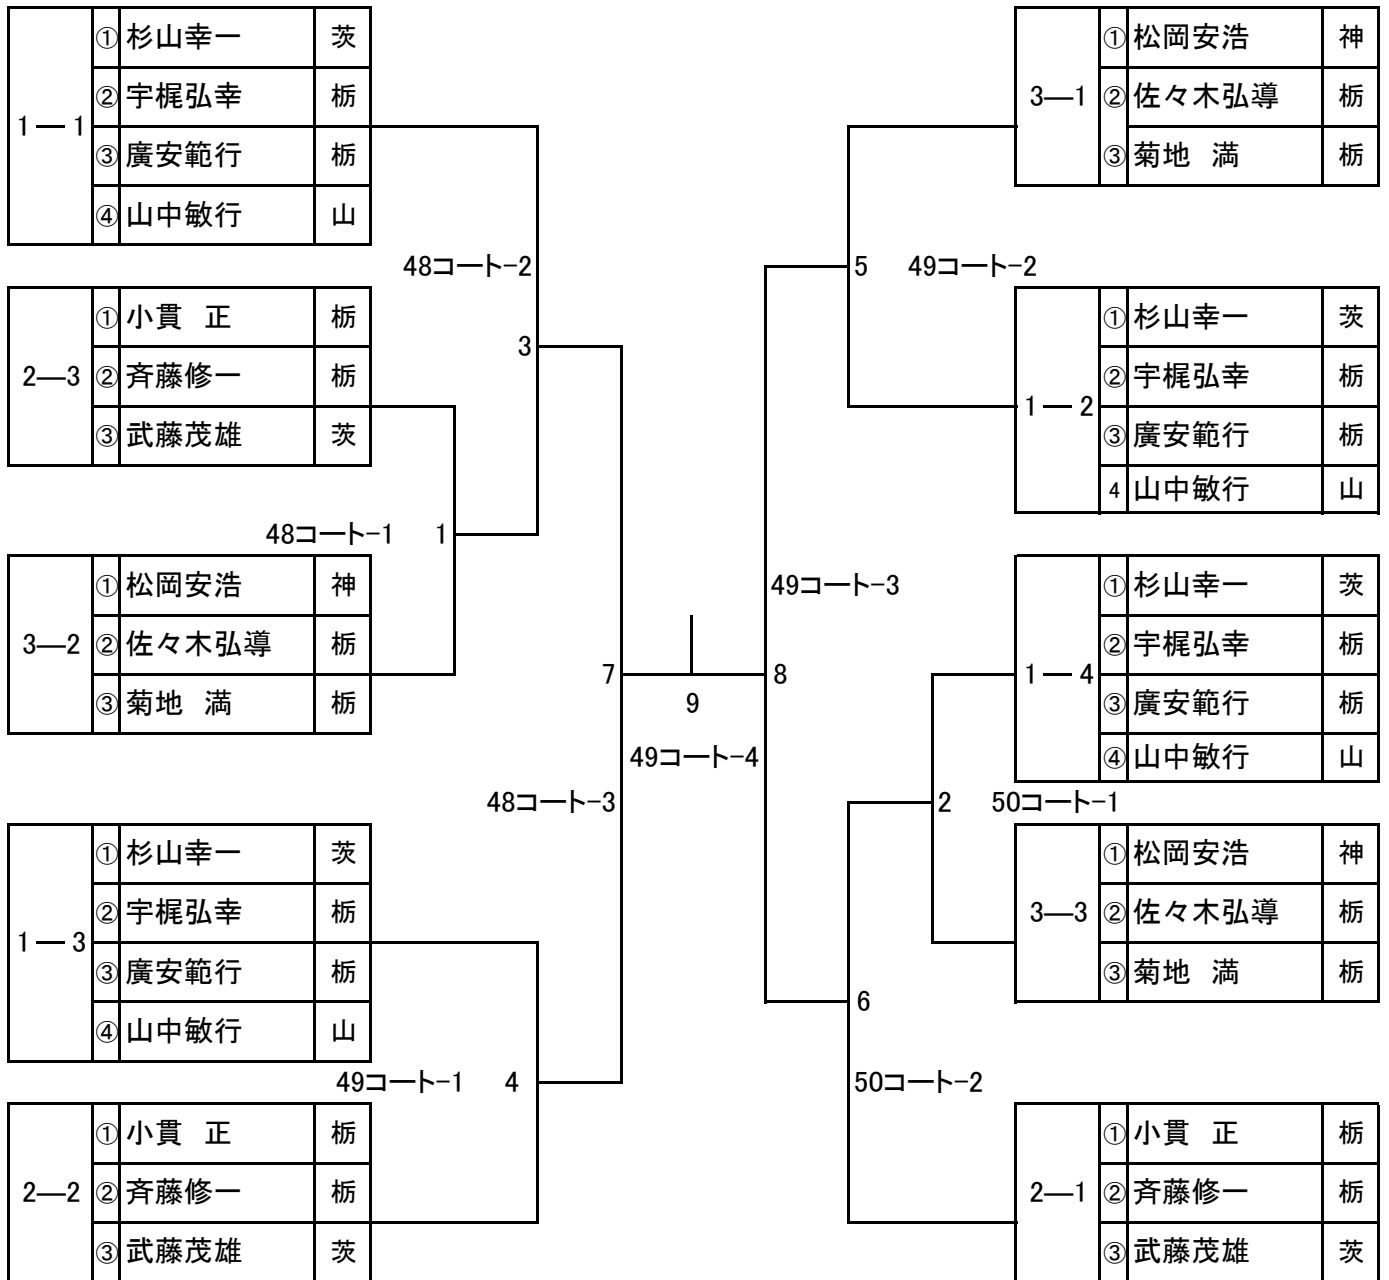 ① 杉山幸一 茨
② 宇梶弘幸 栃
1 — 1
③ 廣安範行 栃
④ 山中敏行 山
48コート-2
① 小貫 正 栃
3
2—3 ② 斉藤修一 栃
③ 武藤茂雄 茨
48コート-1 1
① 松岡安浩 神
3—2 ② 佐々木弘導 栃
③ 菊地 満 栃
7
9
49コート-4
48コート-3
① 杉山幸一 茨
② 宇梶弘幸 栃
1 — 3
③ 廣安範行 栃
④ 山中敏行 山
49コート-1 4
① 小貫 正 栃
2—2 ② 斉藤修一 栃
③ 武藤茂雄 茨
① 松岡安浩 神
3—1 ② 佐々木弘導 栃
③ 菊地 満 栃
5 49コート-2
① 杉山幸一 茨
② 宇梶弘幸 栃
1 — 2
③ 廣安範行 栃
4 山中敏行 山
49コート-3
8
① 杉山幸一 茨
② 宇梶弘幸 栃
1 — 4
③ 廣安範行 栃
④ 山中敏行 山
2 50コート-1
① 松岡安浩 神
3—3 ② 佐々木弘導 栃
③ 菊地 満 栃
6
50コート-2
① 小貫 正 栃
2—1 ② 斉藤修一 栃
③ 武藤茂雄 茨